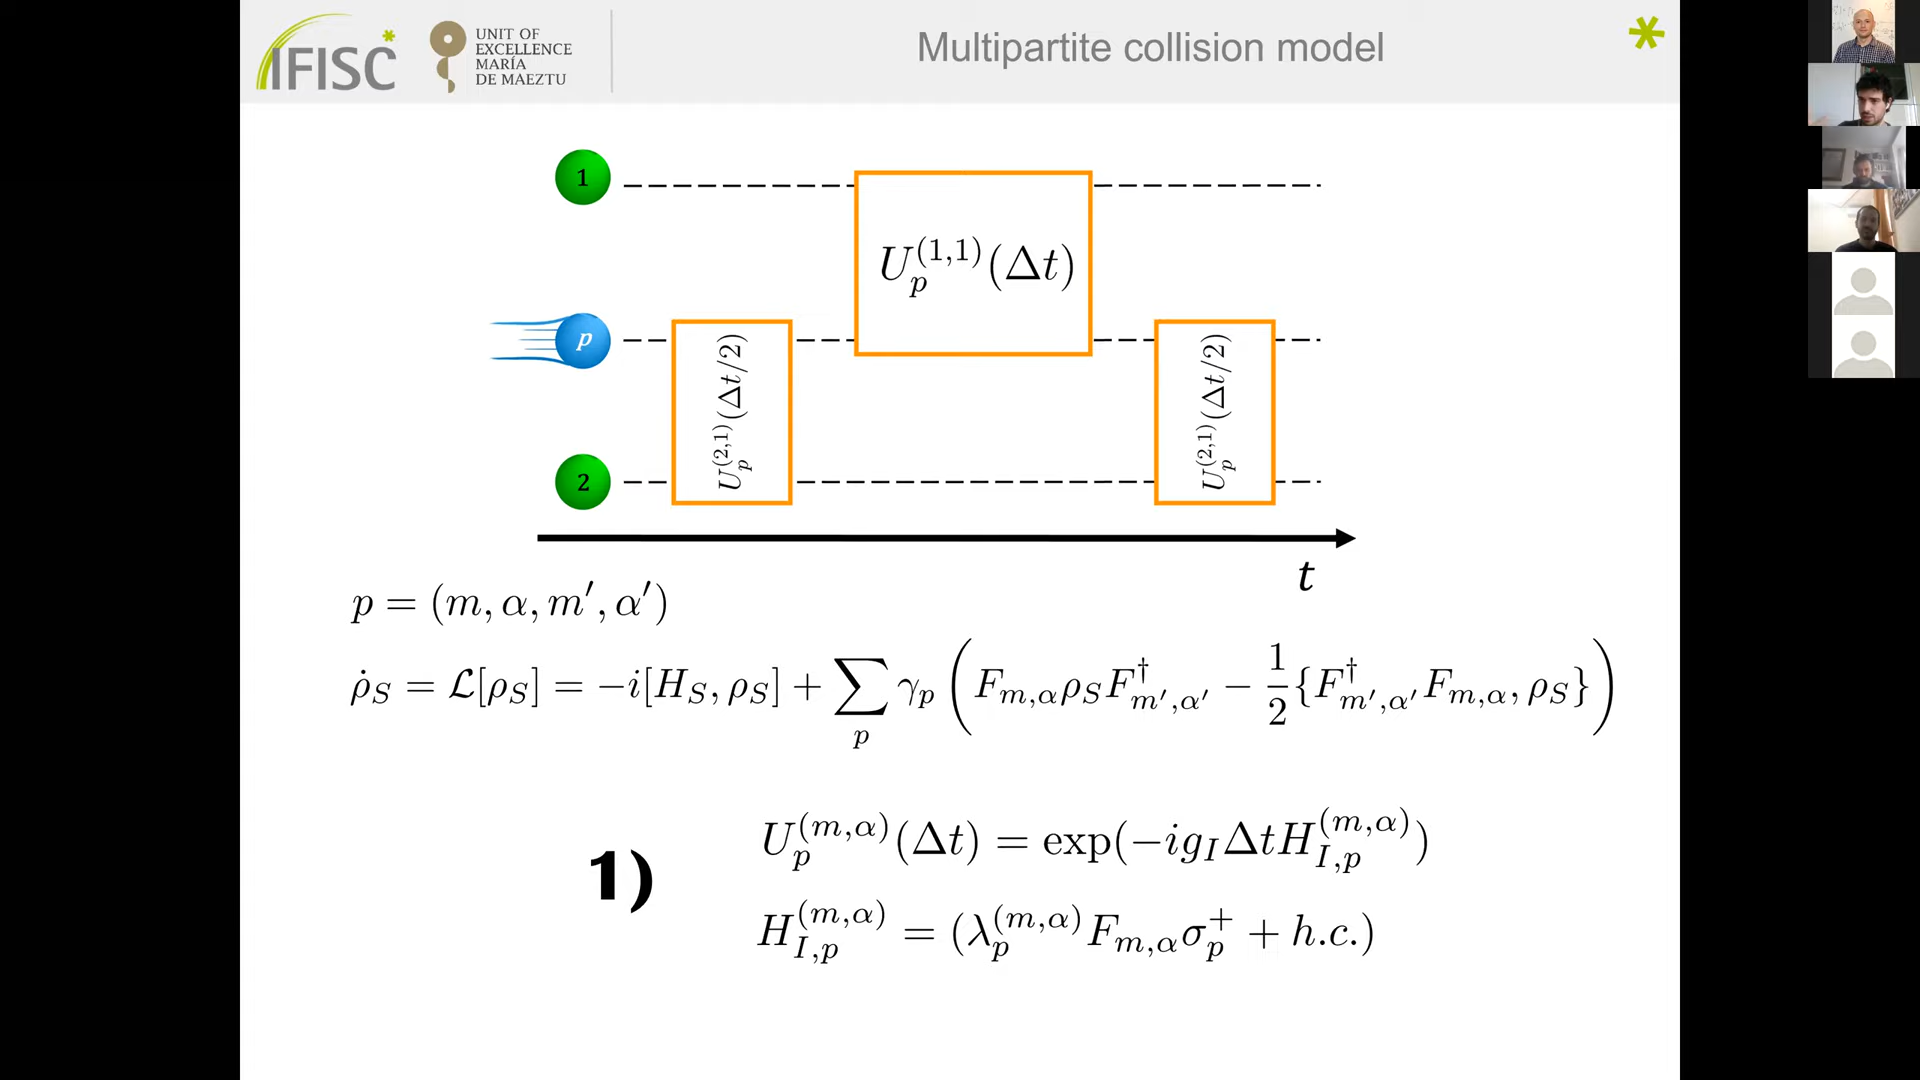 IFISC
UNIT OF
EXCELLENCE
MARÍA
DE MAEZTU
Multipartite collision model
1
U_p^{(1,1)}(Δt)
p
U_p^{(2,1)}(Δt/2)
U_p^{(2,1)}(Δt/2)
2
t
p = (m, α, m′, α′)
ρ̇_S = ℒ[ρ_S] = −i[H_S, ρ_S] + ∑_p γ_p ( F_{m,α} ρ_S F†_{m′,α′} − 1/2 {F†_{m′,α′} F_{m,α}, ρ_S} )
1)
U_p^{(m,α)}(Δt) = exp(−ig_I Δt H_{I,p}^{(m,α)})
H_{I,p}^{(m,α)} = (λ_p^{(m,α)} F_{m,α} σ_p^+ + h.c.)